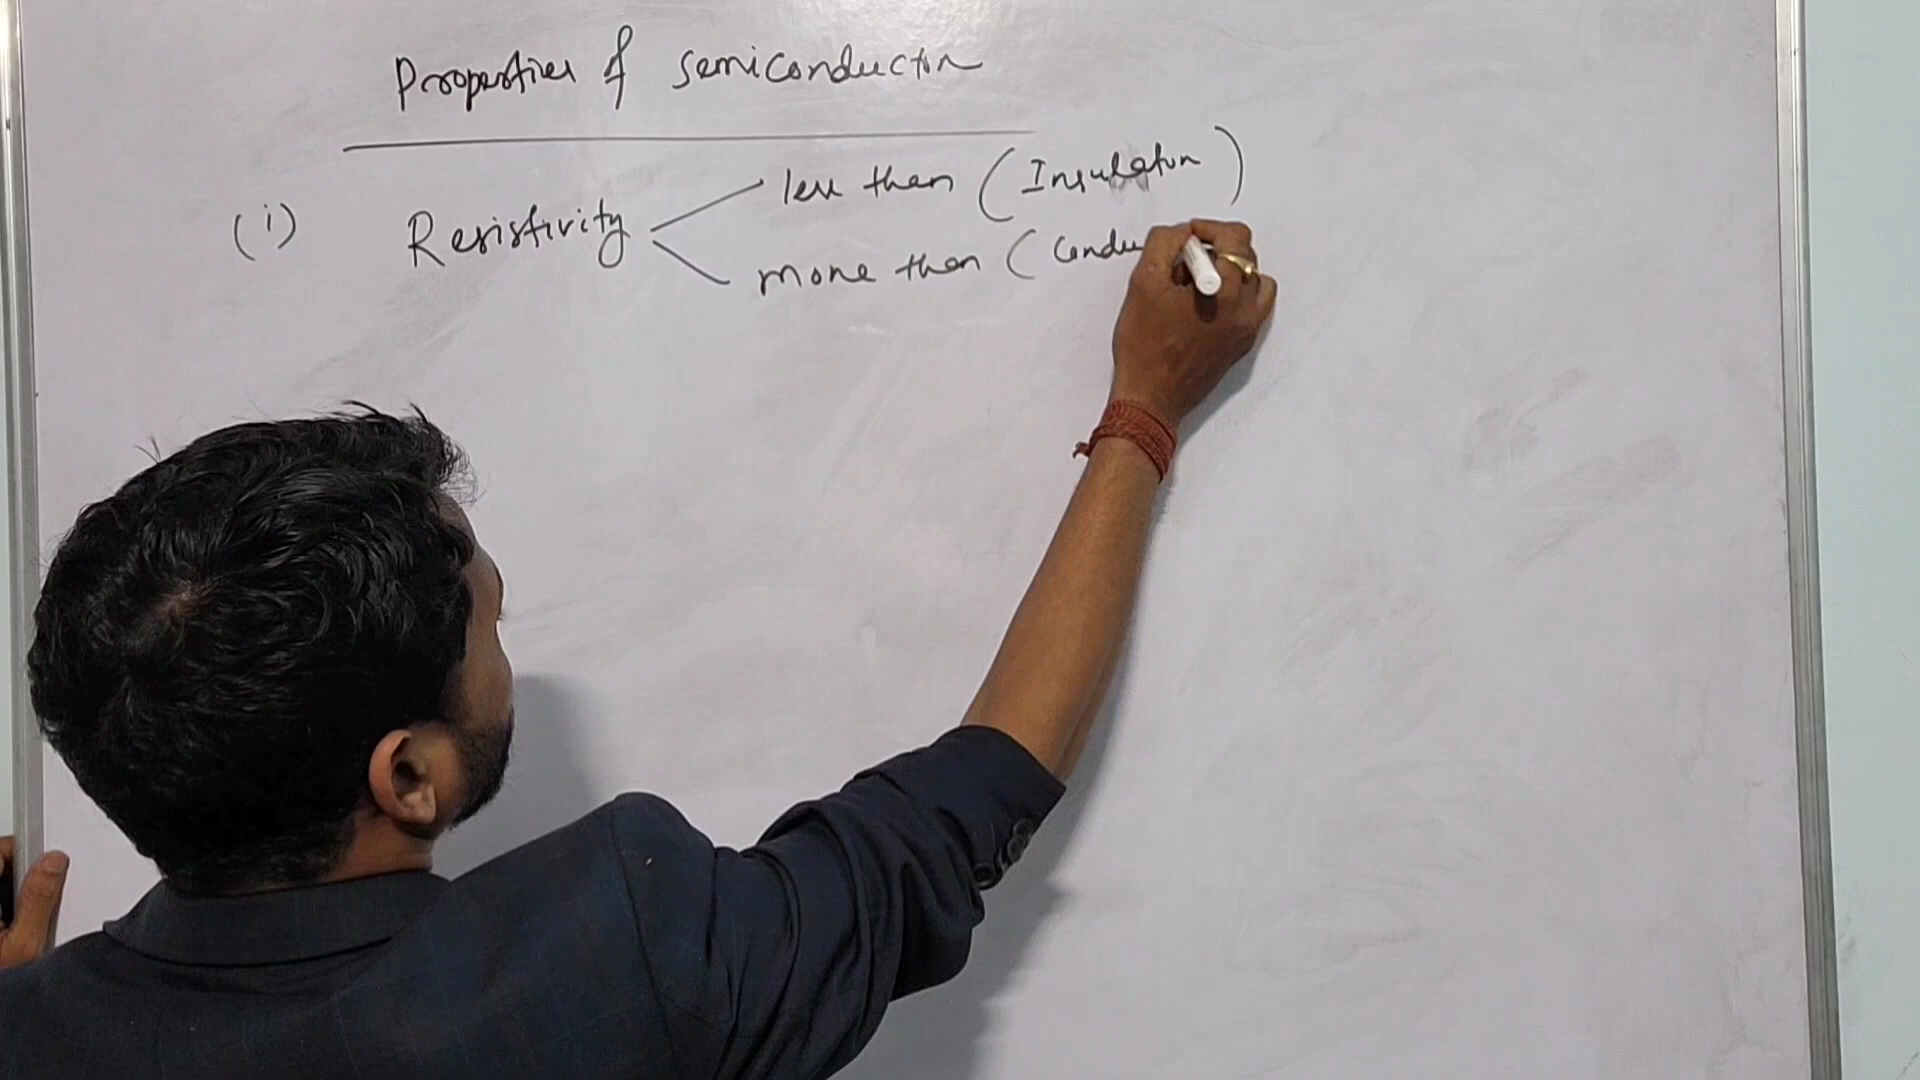 Properties of semiconductor
(i) Resistivity
less than (Insulator)
more than (Condu